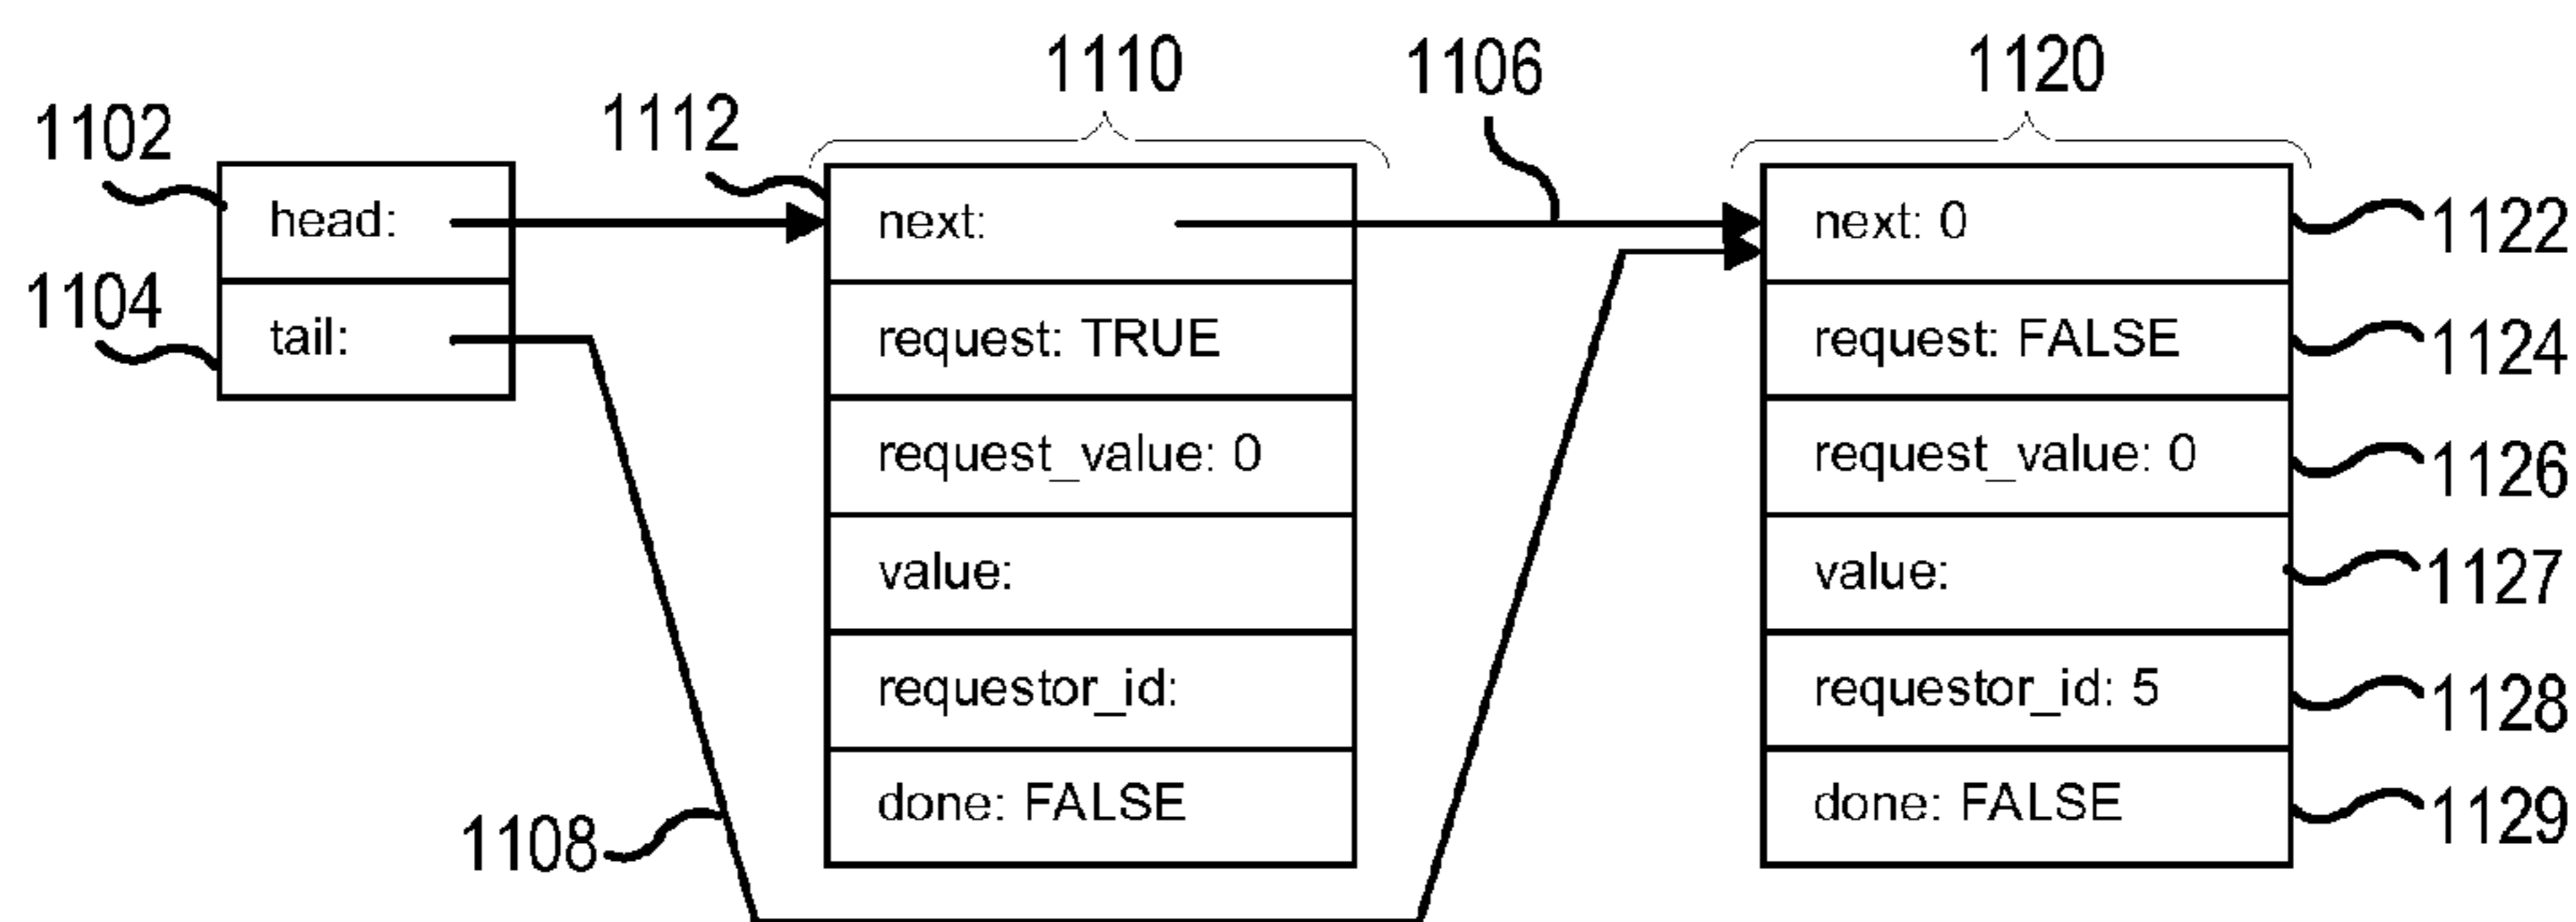 1110
1106
1120
1102
1112
head:
tail:
1104
next:
request: TRUE
request_value: 0
value:
requestor_id:
done: FALSE
1108
next: 0
request: FALSE
request_value: 0
value:
requestor_id: 5
done: FALSE
1122
1124
1126
1127
1128
1129